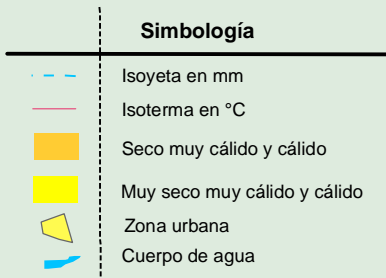 Simbología
Isoyeta en mm
Isoterma en °C
Seco muy cálido y cálido
Muy seco muy cálido y cálido
Zona urbana
Cuerpo de agua